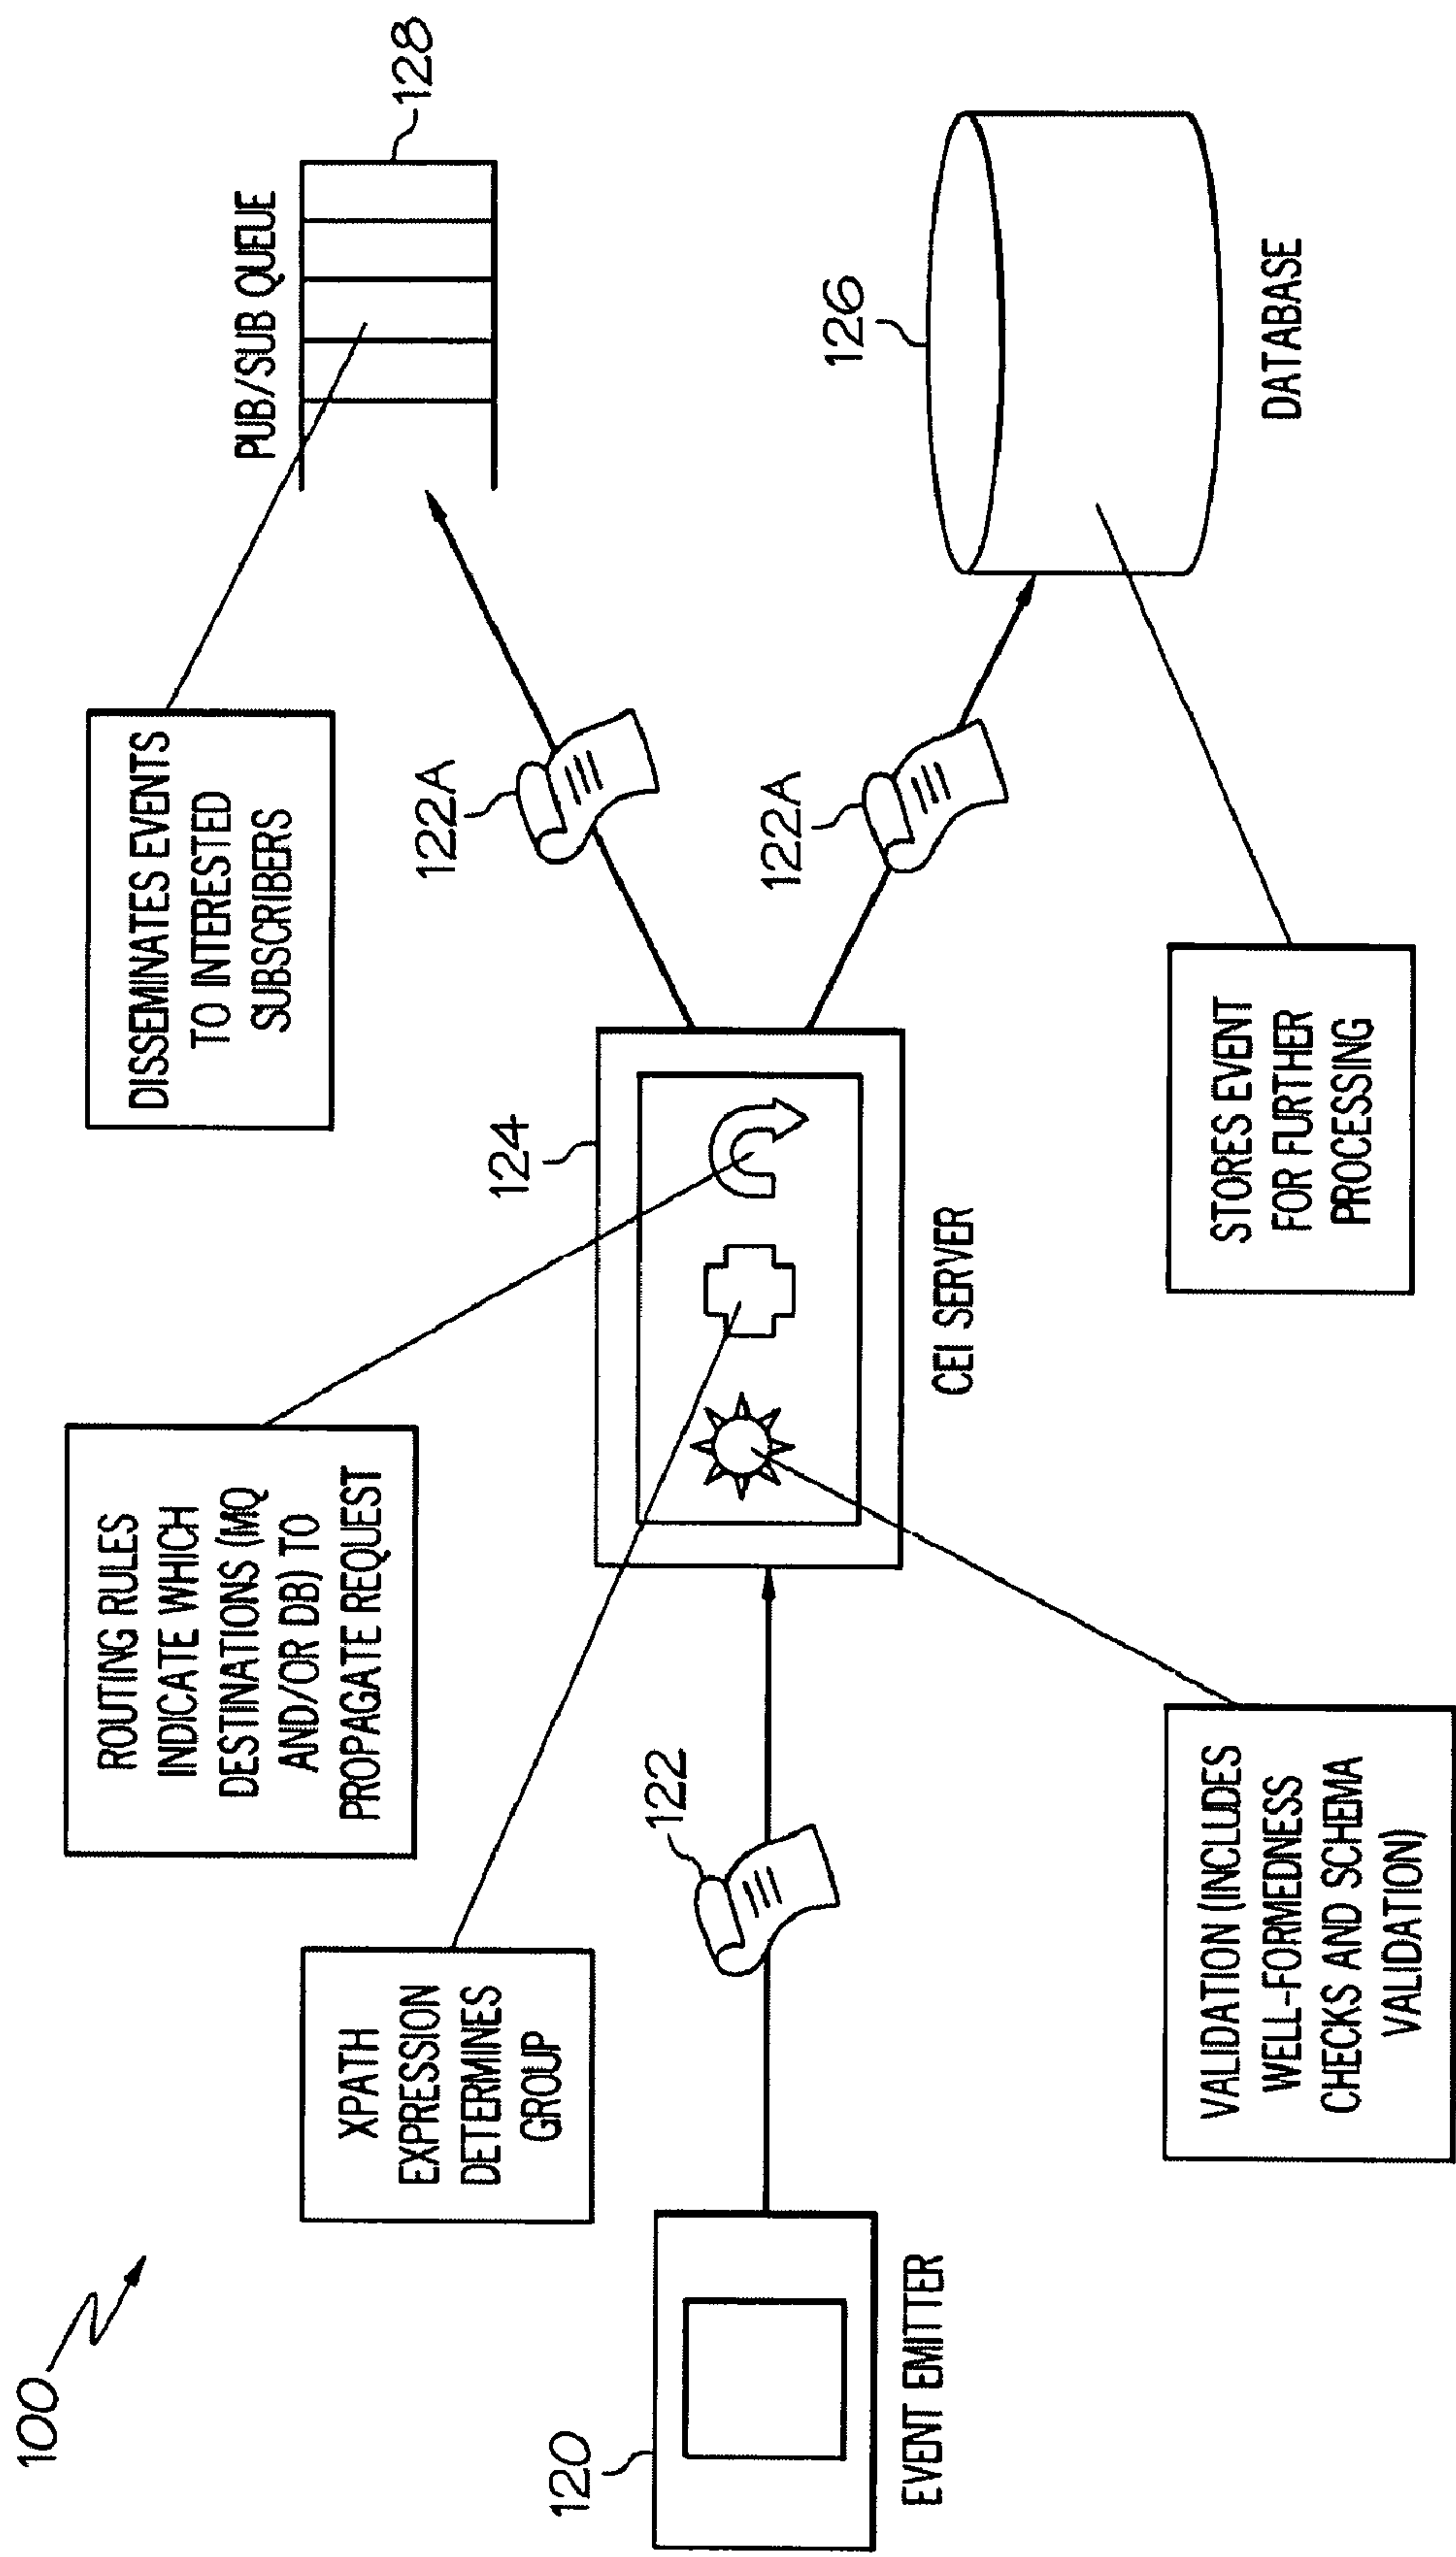 100
120
EVENT EMITTER
XPATH
EXPRESSION
DETERMINES
GROUP
122
VALIDATION (INCLUDES
WELL-FORMEDNESS
CHECKS AND SCHEMA
VALIDATION)
ROUTING RULES
INDICATE WHICH
DESTINATIONS (MQ
AND/OR DB) TO
PROPAGATE REQUEST
124
CEI SERVER
DISSEMINATES EVENTS
TO INTERESTED
SUBSCRIBERS
122A
122A
STORES EVENT
FOR FURTHER
PROCESSING
PUB/SUB QUEUE
128
126
DATABASE